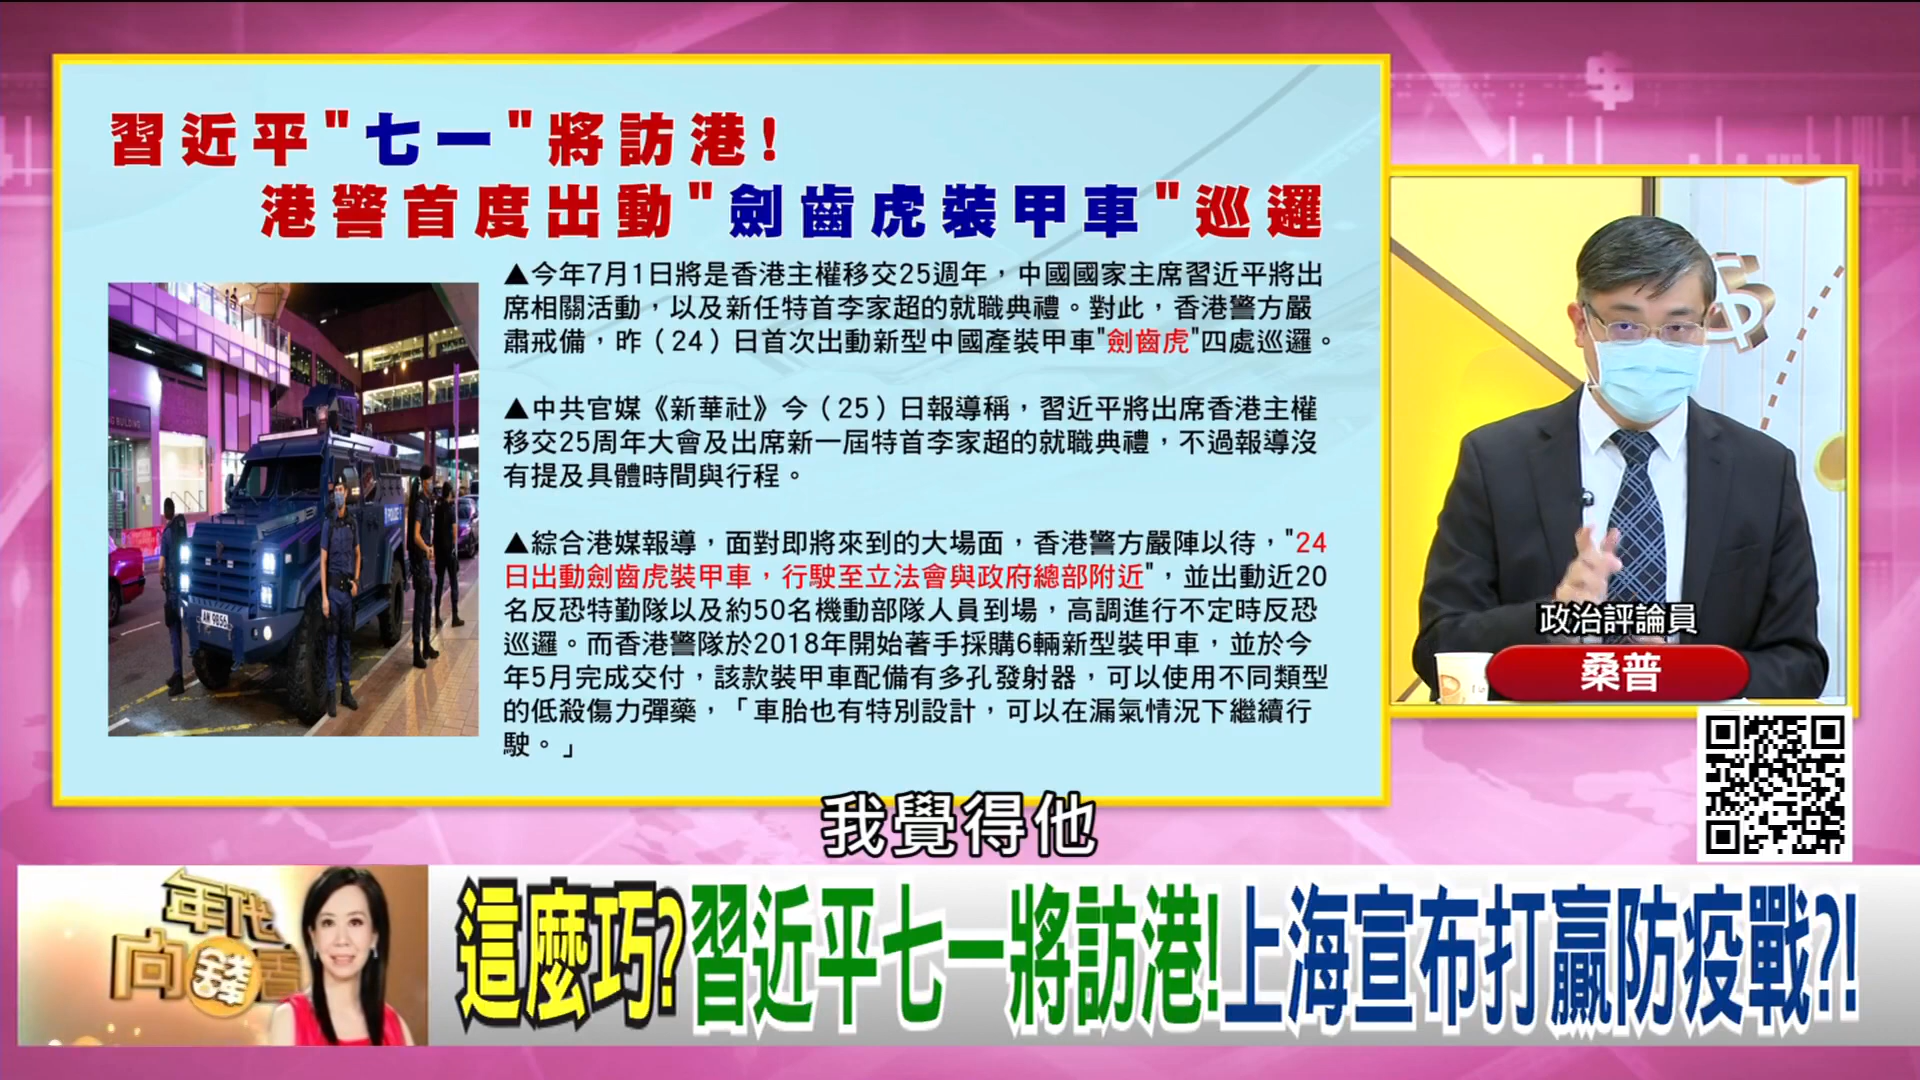 習近平"七一"將訪港!
港警首度出動"劍齒虎裝甲車"巡邏
▲今年7月1日將是香港主權移交25週年，中國國家主席習近平將出
席相關活動，以及新任特首李家超的就職典禮。對此，香港警方嚴
肅戒備，昨（24）日首次出動新型中國產裝甲車"劍齒虎"四處巡邏。
▲中共官媒《新華社》今（25）日報導稱，習近平將出席香港主權
移交25周年大會及出席新一屆特首李家超的就職典禮，不過報導沒
有提及具體時間與行程。
▲綜合港媒報導，面對即將來到的大場面，香港警方嚴陣以待，"24
日出動劍齒虎裝甲車，行駛至立法會與政府總部附近"，並出動近20
名反恐特勤隊以及約50名機動部隊人員到場，高調進行不定時反恐
巡邏。而香港警隊於2018年開始著手採購6輛新型裝甲車，並於今
年5月完成交付，該款裝甲車配備有多孔發射器，可以使用不同類型
的低殺傷力彈藥，「車胎也有特別設計，可以在漏氣情況下繼續行
駛。」
POLICE
AM 9856
政治評論員
桑普
我覺得他
年代
向錢看
這麼巧?習近平七一將訪港!上海宣布打贏防疫戰?!